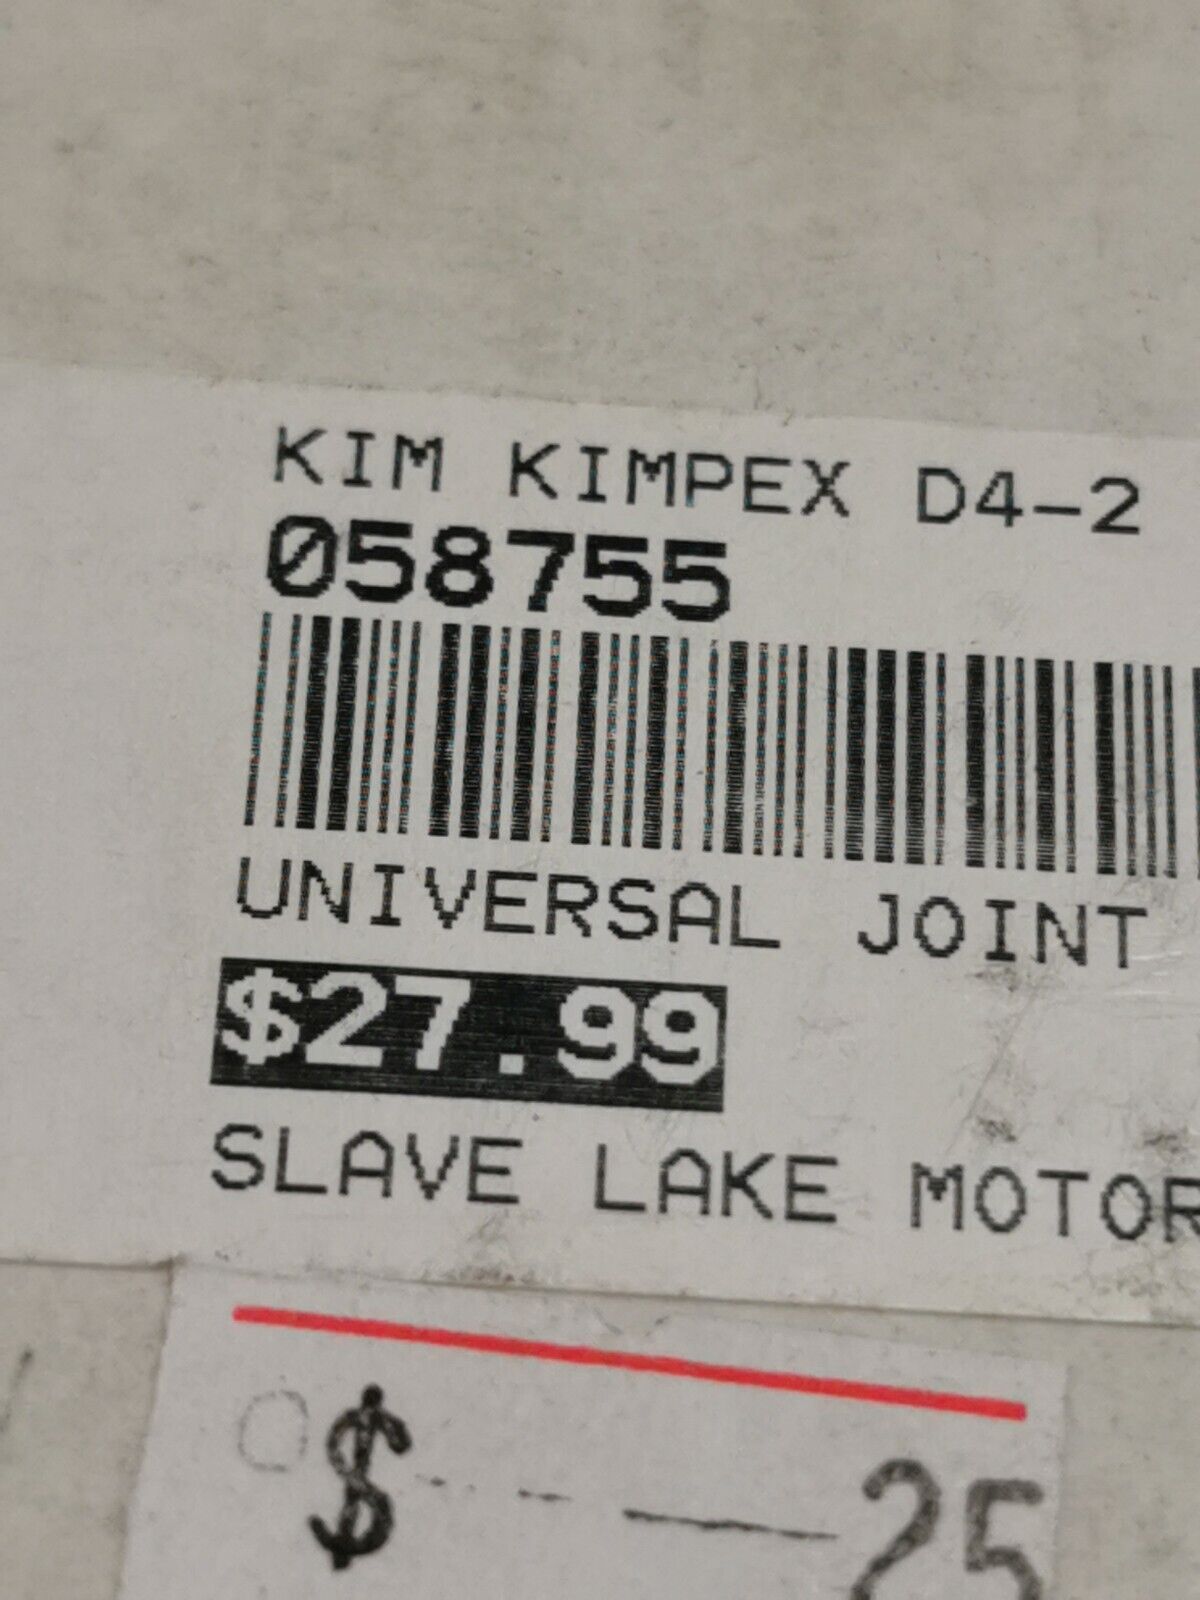 KIM KIMPEX D4-2
058755
UNIVERSAL JOINT
$27.99
SLAVE LAKE MOTOR
$ 25